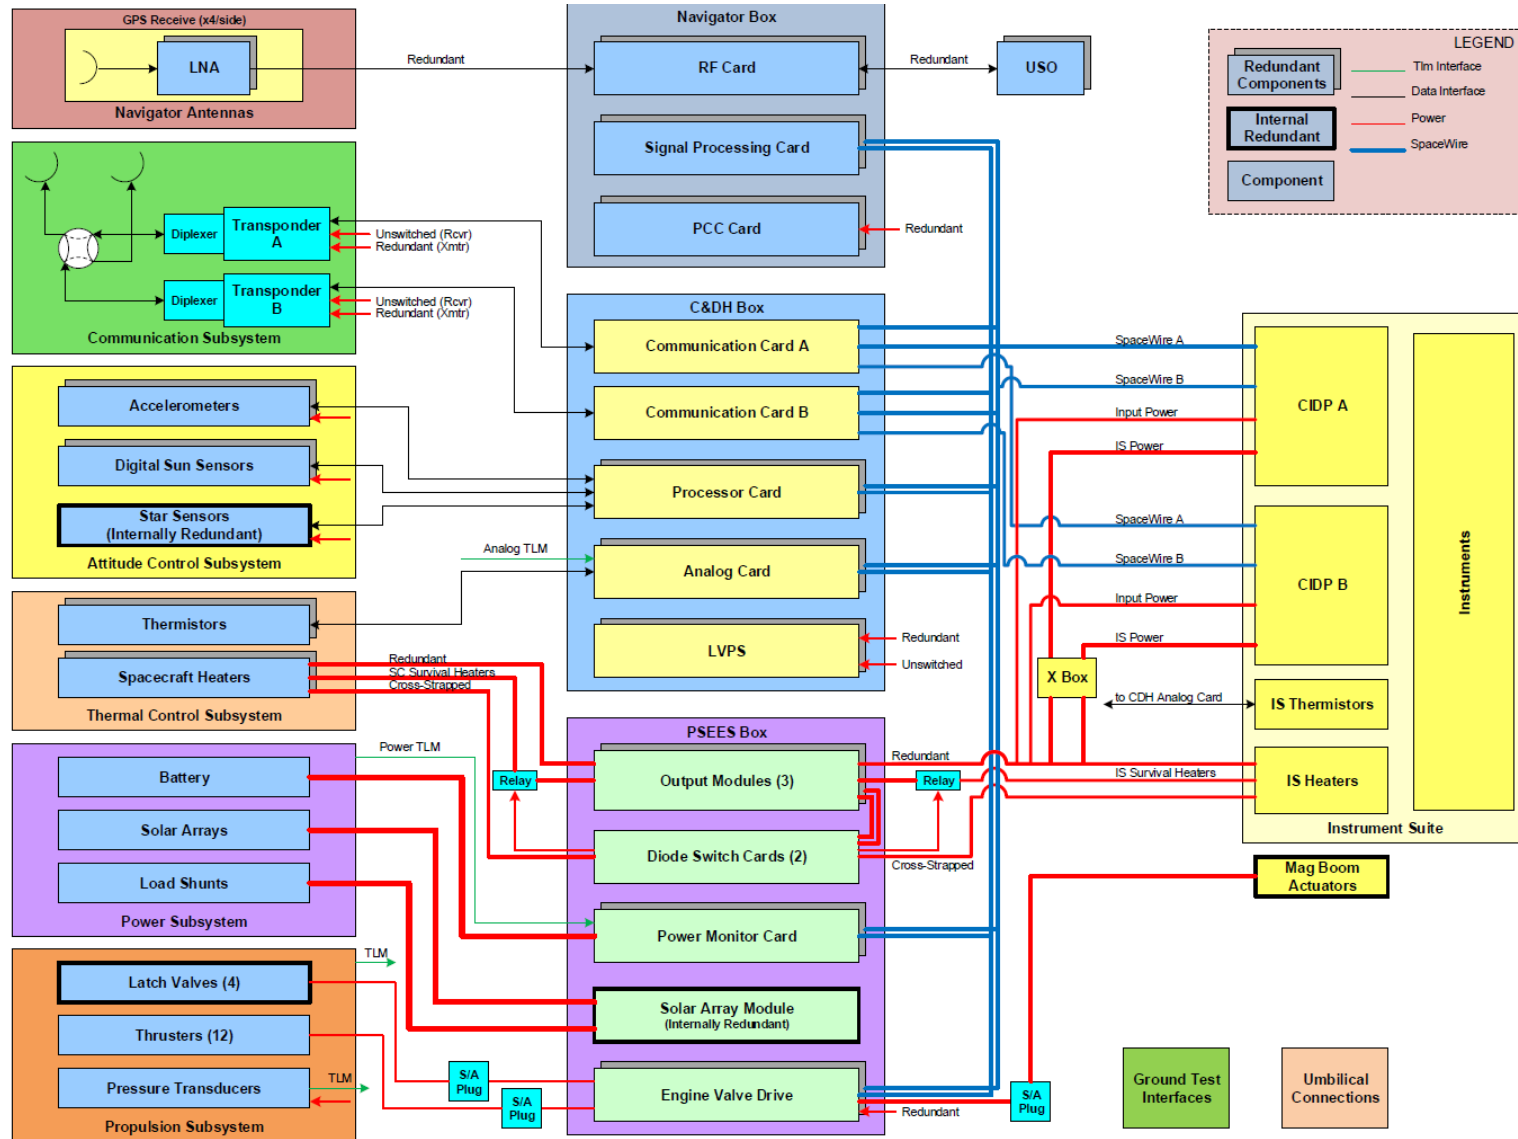 GPS Receive (x4/side)
LNA
Navigator Antennas
Redundant
Navigator Box
RF Card
Signal Processing Card
PCC Card
Redundant
Redundant
USO
LEGEND
Redundant
Components
Internal
Redundant
Component
Tlm Interface
Data Interface
Power
SpaceWire
Diplexer
Transponder
A
Unswitched (Rcvr)
Redundant (Xmtr)
Diplexer
Transponder
B
Unswitched (Rcvr)
Redundant (Xmtr)
Communication Subsystem
C&DH Box
Communication Card A
Communication Card B
Processor Card
Analog Card
LVPS
Redundant
Unswitched
Accelerometers
Digital Sun Sensors
Star Sensors
(Internally Redundant)
Attitude Control Subsystem
Analog TLM
Thermistors
Spacecraft Heaters
Thermal Control Subsystem
Redundant
SC Survival Heaters
Cross-Strapped
SpaceWire A
SpaceWire B
Input Power
IS Power
SpaceWire A
SpaceWire B
Input Power
IS Power
X Box
to CDH Analog Card
CIDP A
CIDP B
IS Thermistors
IS Heaters
Instruments
Instrument Suite
Battery
Solar Arrays
Load Shunts
Power Subsystem
Power TLM
Relay
PSEES Box
Output Modules (3)
Diode Switch Cards (2)
Power Monitor Card
Solar Array Module
(Internally Redundant)
Engine Valve Drive
Redundant
Relay
IS Survival Heaters
Cross-Strapped
Redundant
Mag Boom
Actuators
TLM
Latch Valves (4)
Thrusters (12)
Pressure Transducers
TLM
Propulsion Subsystem
S/A
Plug
S/A
Plug
S/A
Plug
Ground Test
Interfaces
Umbilical
Connections